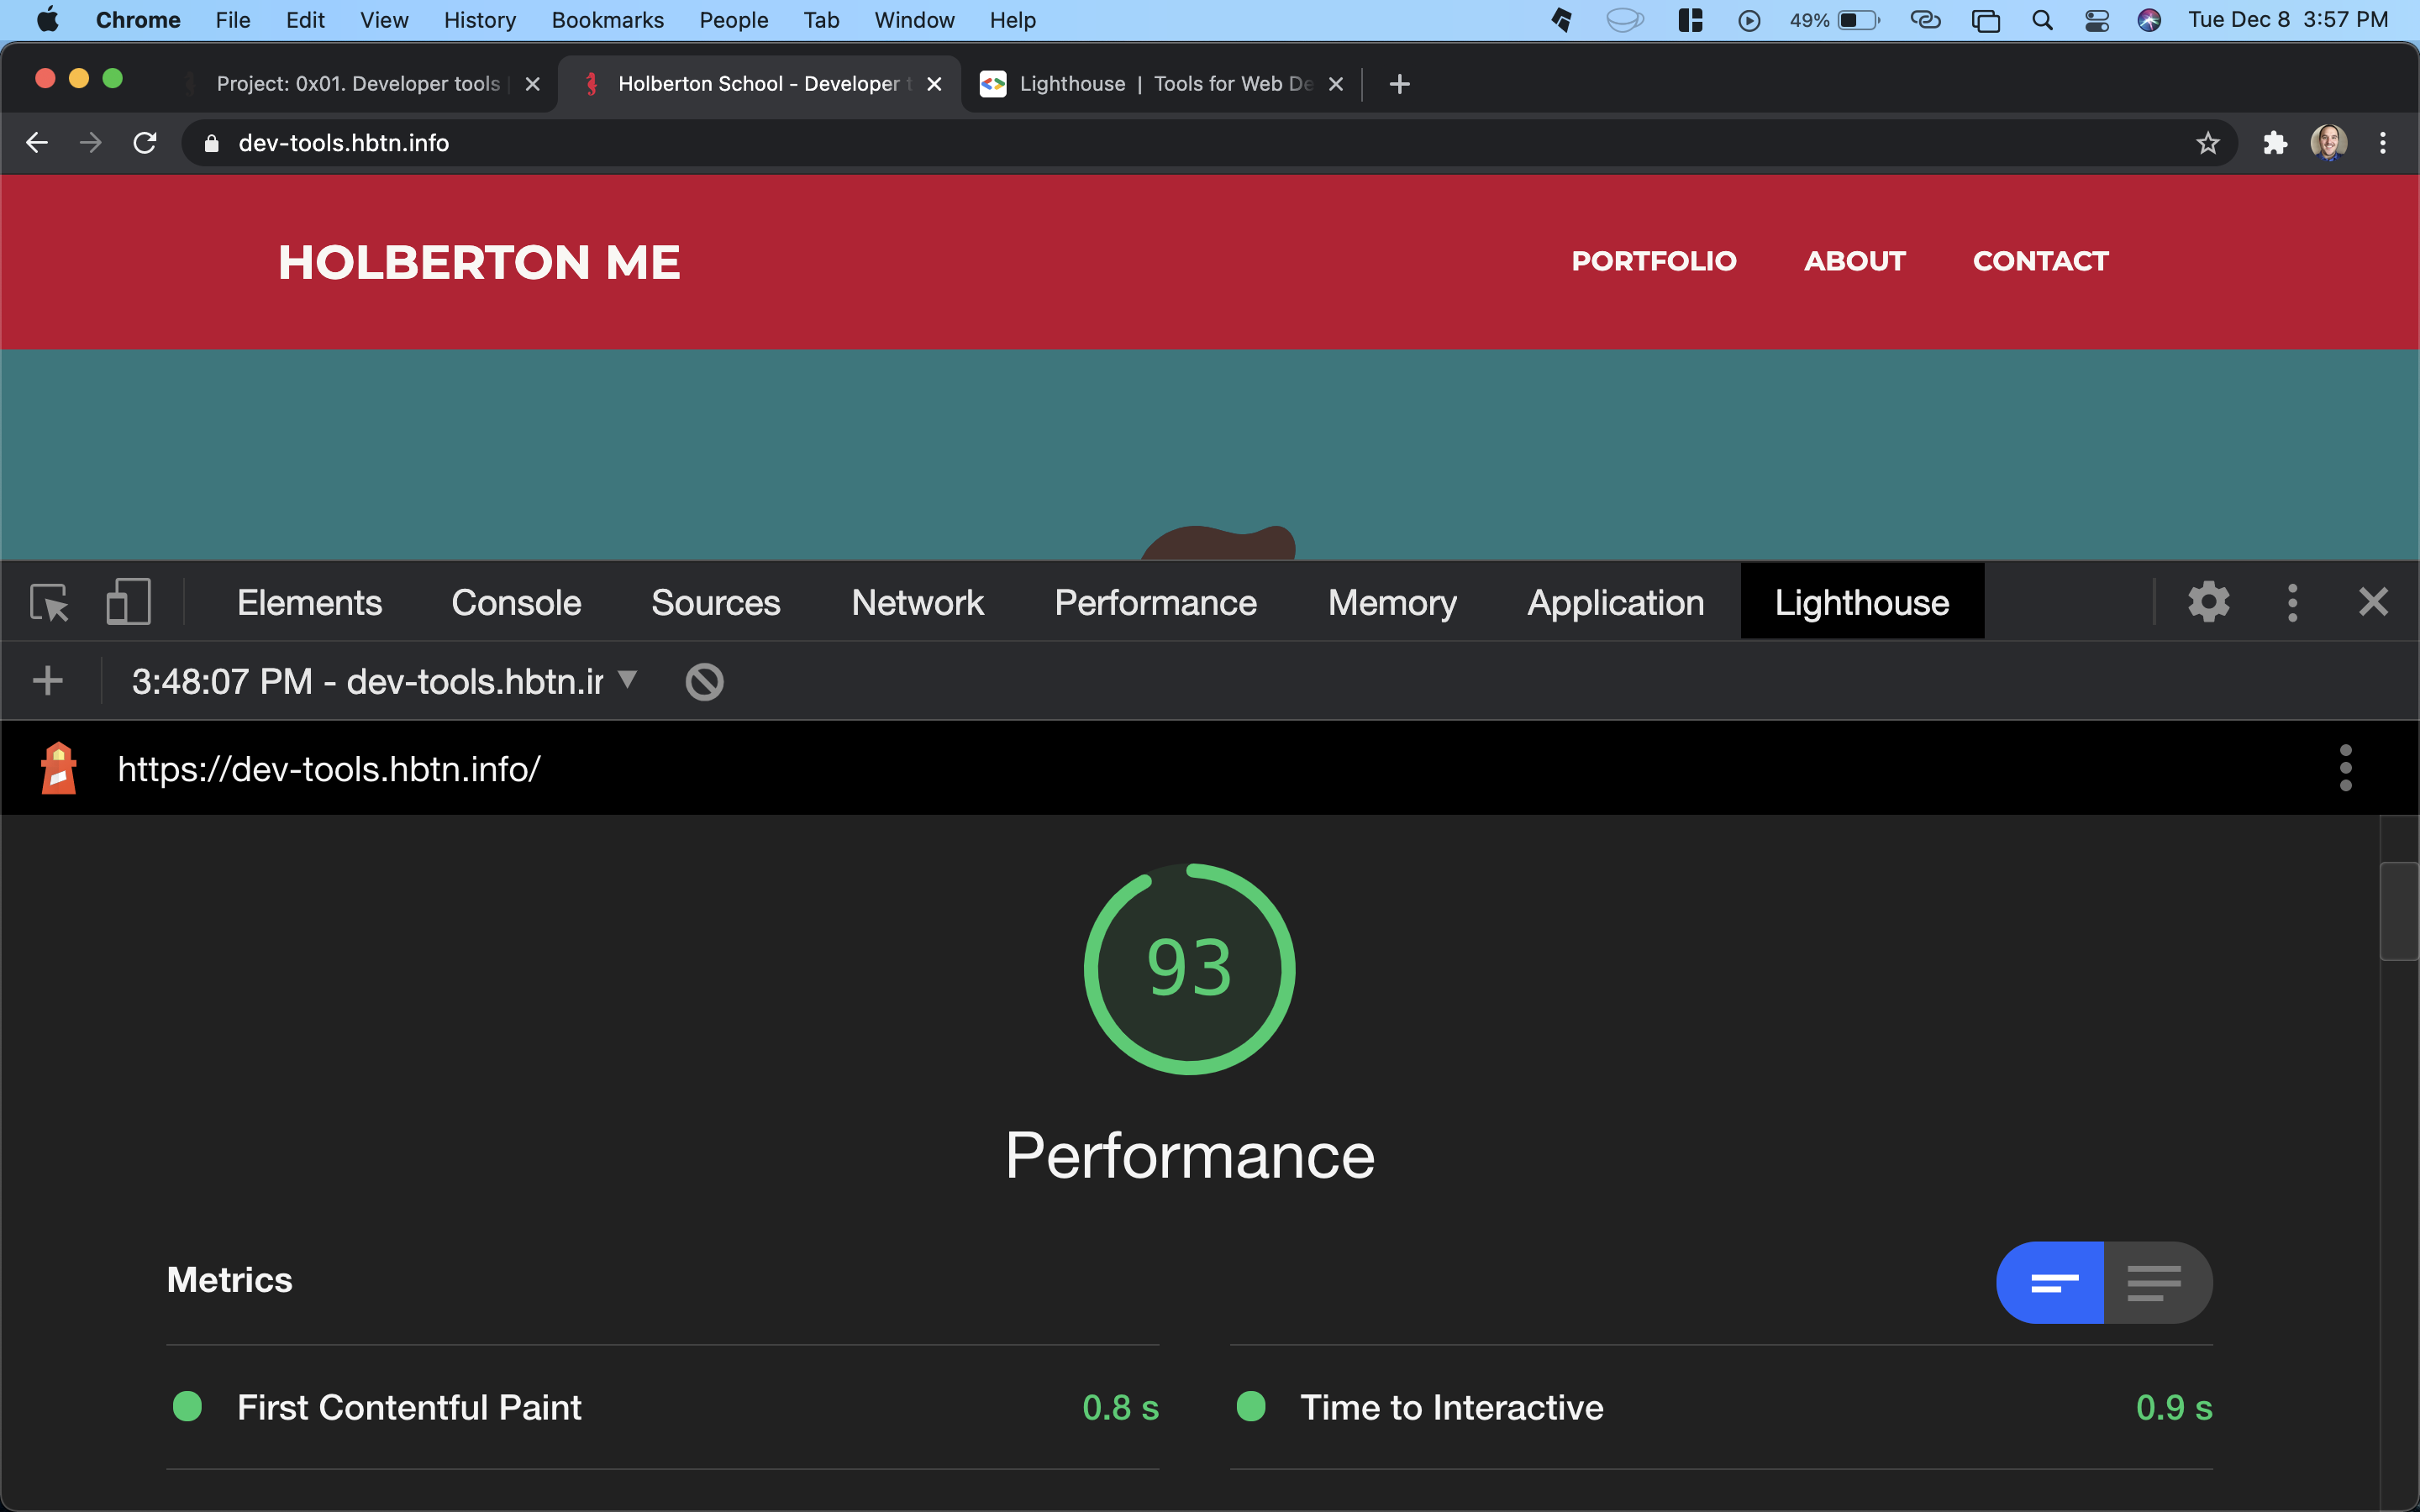 Chrome File Edit View History Bookmarks People Tab Window Help 49% Tue Dec 8 3:57 PM
Project: 0x01. Developer tools Holberton School - Developer t Lighthouse | Tools for Web De
dev-tools.hbtn.info
HOLBERTON ME PORTFOLIO ABOUT CONTACT
Elements Console Sources Network Performance Memory Application Lighthouse
3:48:07 PM - dev-tools.hbtn.ir
https://dev-tools.hbtn.info/
93
Performance
Metrics
First Contentful Paint 0.8 s Time to Interactive 0.9 s